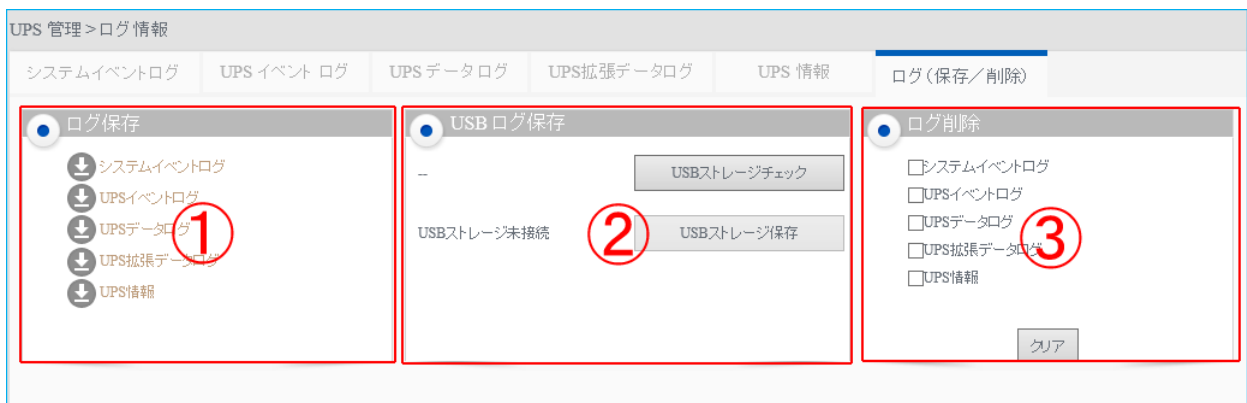 UPS 管理>ログ情報
システムイベントログ
UPS イベント ログ
UPS データログ
UPS拡張データログ
UPS 情報
ログ(保存/削除)
ログ保存
システムイベントログ
UPSイベントログ
UPSデータログ
UPS拡張データログ
UPS情報
①
USB ログ保存
--
USBストレージチェック
USBストレージ未接続
USBストレージ保存
②
ログ削除
システムイベントログ
UPSイベントログ
UPSデータログ
UPS拡張データログ
UPS情報
③
クリア